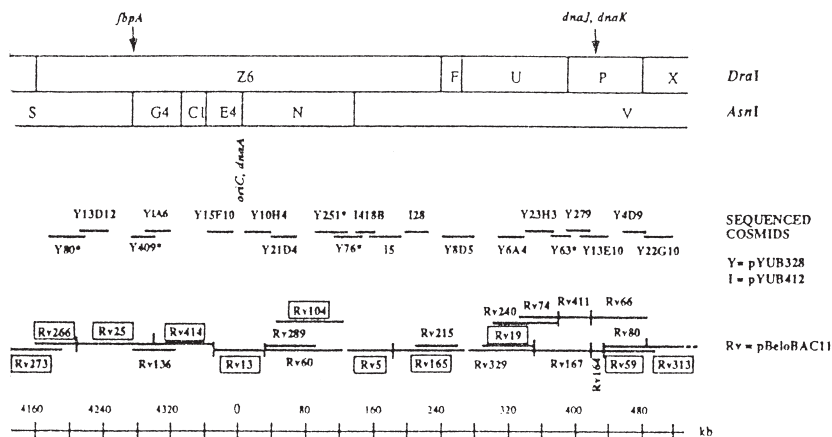 fbpA
dnaJ, dnaK
Z6 F U P X DraI
S G4 C1 E4 N V AsnI
oriC, dnaA
Y13D12 Y1A6 Y15F10 Y10H4 Y251* I418B I28 Y23H3 Y279 Y4D9
Y80* Y409* Y21D4 Y76* I5 Y8D5 Y6A4 Y63* Y13E10 Y22G10
SEQUENCED
COSMIDS
Y = pYUB328
I = pYUB412
Rv104 Rv240 Rv74 Rv411 Rv66
Rv266 Rv25 Rv414 Rv289 Rv215 Rv19 Rv80
Rv = pBeloBAC11
Rv273 Rv136 Rv13 Rv60 Rv5 Rv165 Rv329 Rv167 Rv164 Rv59 Rv313
4160 4240 4320 0 80 160 240 320 400 480
kb